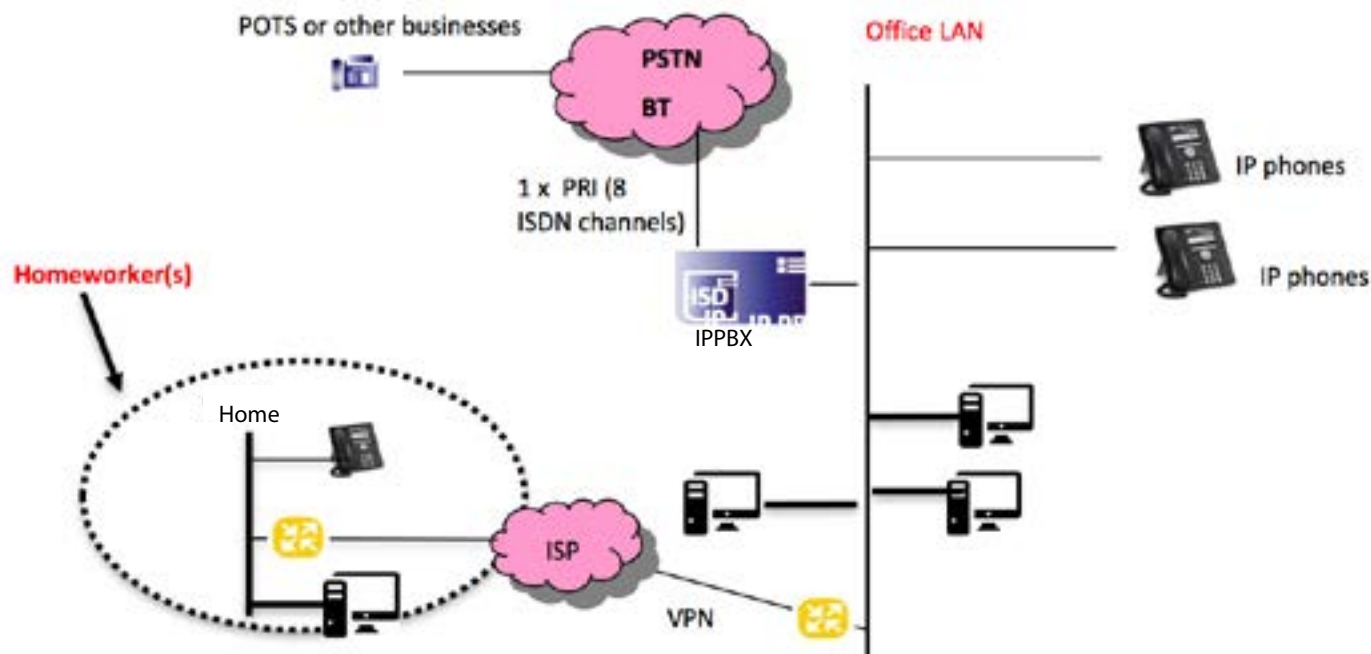 POTS or other businesses
PSTN
BT
Office LAN
1 x PRI (8
ISDN channels)
IP phones
IP phones
Homeworker(s)
ISD
IPPBX
Home
ISP
VPN